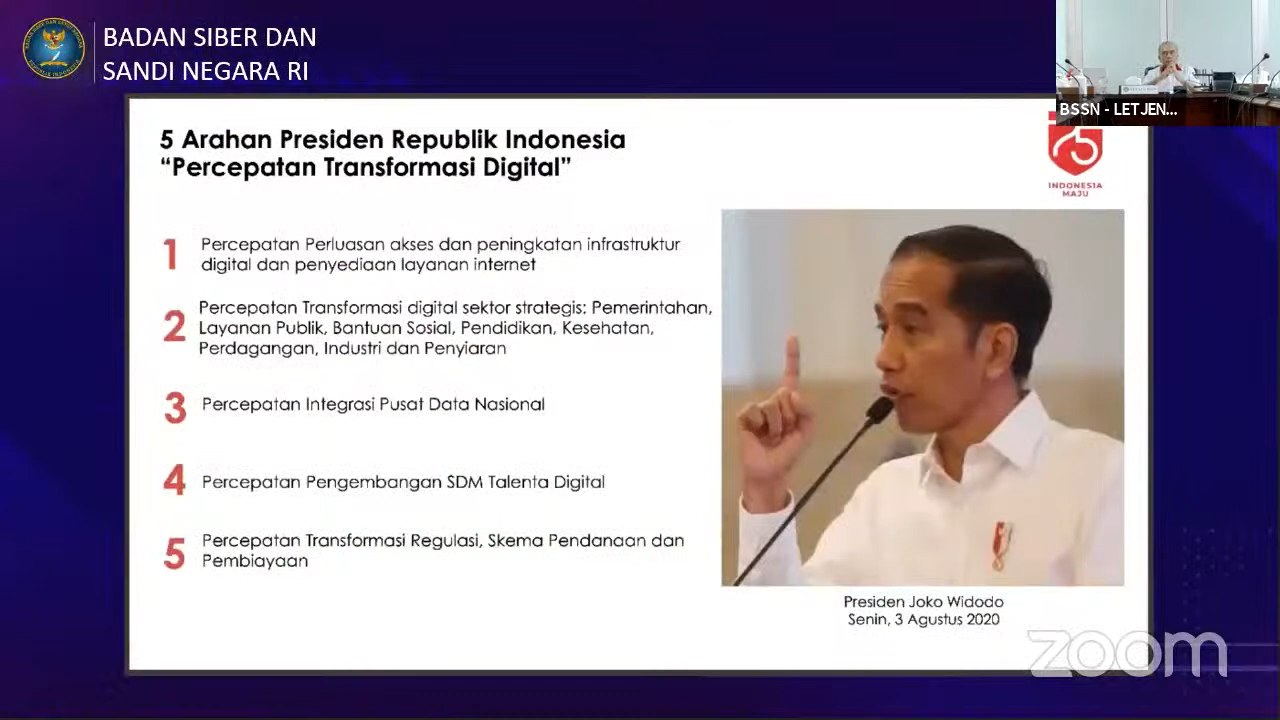 BADAN SIBER DAN
SANDI NEGARA RI
BSSN - LETJEN...
5 Arahan Presiden Republik Indonesia
“Percepatan Transformasi Digital”
75
INDONESIA
MAJU
1
Percepatan Perluasan akses dan peningkatan infrastruktur
digital dan penyediaan layanan internet
2
Percepatan Transformasi digital sektor strategis: Pemerintahan,
Layanan Publik, Bantuan Sosial, Pendidikan, Kesehatan,
Perdagangan, Industri dan Penyiaran
3
Percepatan Integrasi Pusat Data Nasional
4
Percepatan Pengembangan SDM Talenta Digital
5
Percepatan Transformasi Regulasi, Skema Pendanaan dan
Pembiayaan
Presiden Joko Widodo
Senin, 3 Agustus 2020
zoom